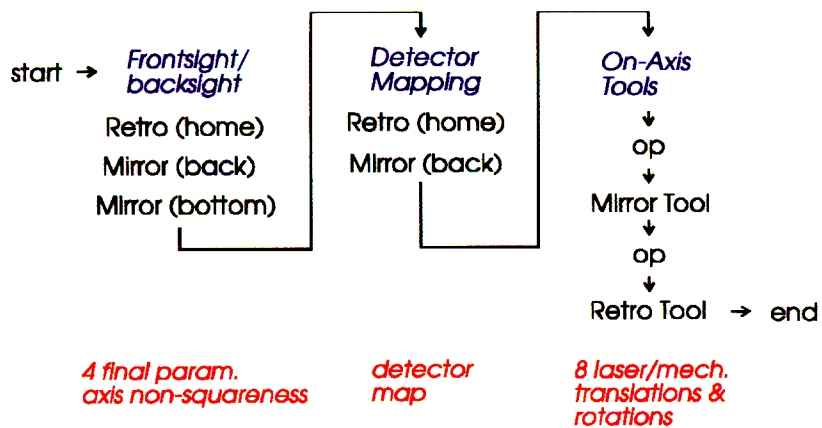 start →
Frontsight/
backsight
Retro (home)
Mirror (back)
Mirror (bottom)
Detector
Mapping
Retro (home)
Mirror (back)
On-Axis
Tools
op
Mirror Tool
op
Retro Tool → end
4 final param.
axis non-squareness
detector
map
8 laser/mech.
translations &
rotations